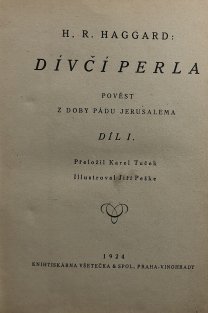 H. R. HAGGARD:
DÍVČÍ PERLA
POVĚST
Z DOBY PÁDU JERUSALEMA
DÍL I.
Přeložil Karel Tuček
Illustroval Jiří Peške
1924
KNIHTISKÁRNA VŠETEČKA & SPOL., PRAHA-VINOHRADY